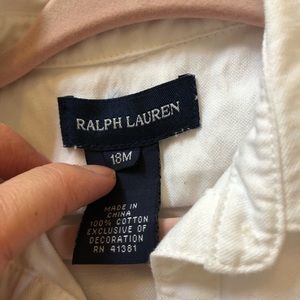 RALPH LAUREN
18M
MADE IN
CHINA
100% COTTON
EXCLUSIVE OF
DECORATION
RN 41381